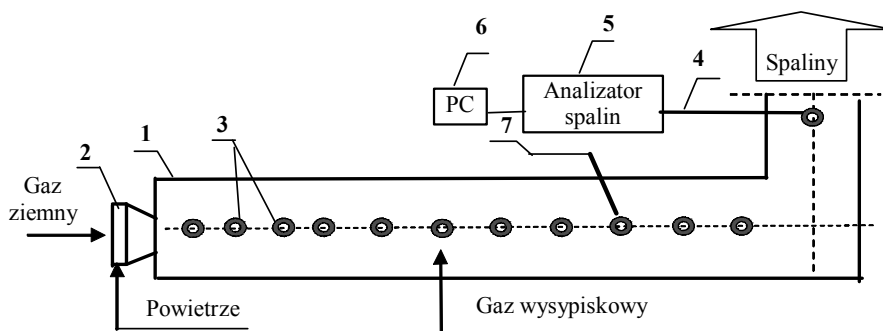 6
5
4
Spaliny
PC
Analizator
spalin
7
3
1
2
Gaz
ziemny
Powietrze
Gaz wysypiskowy